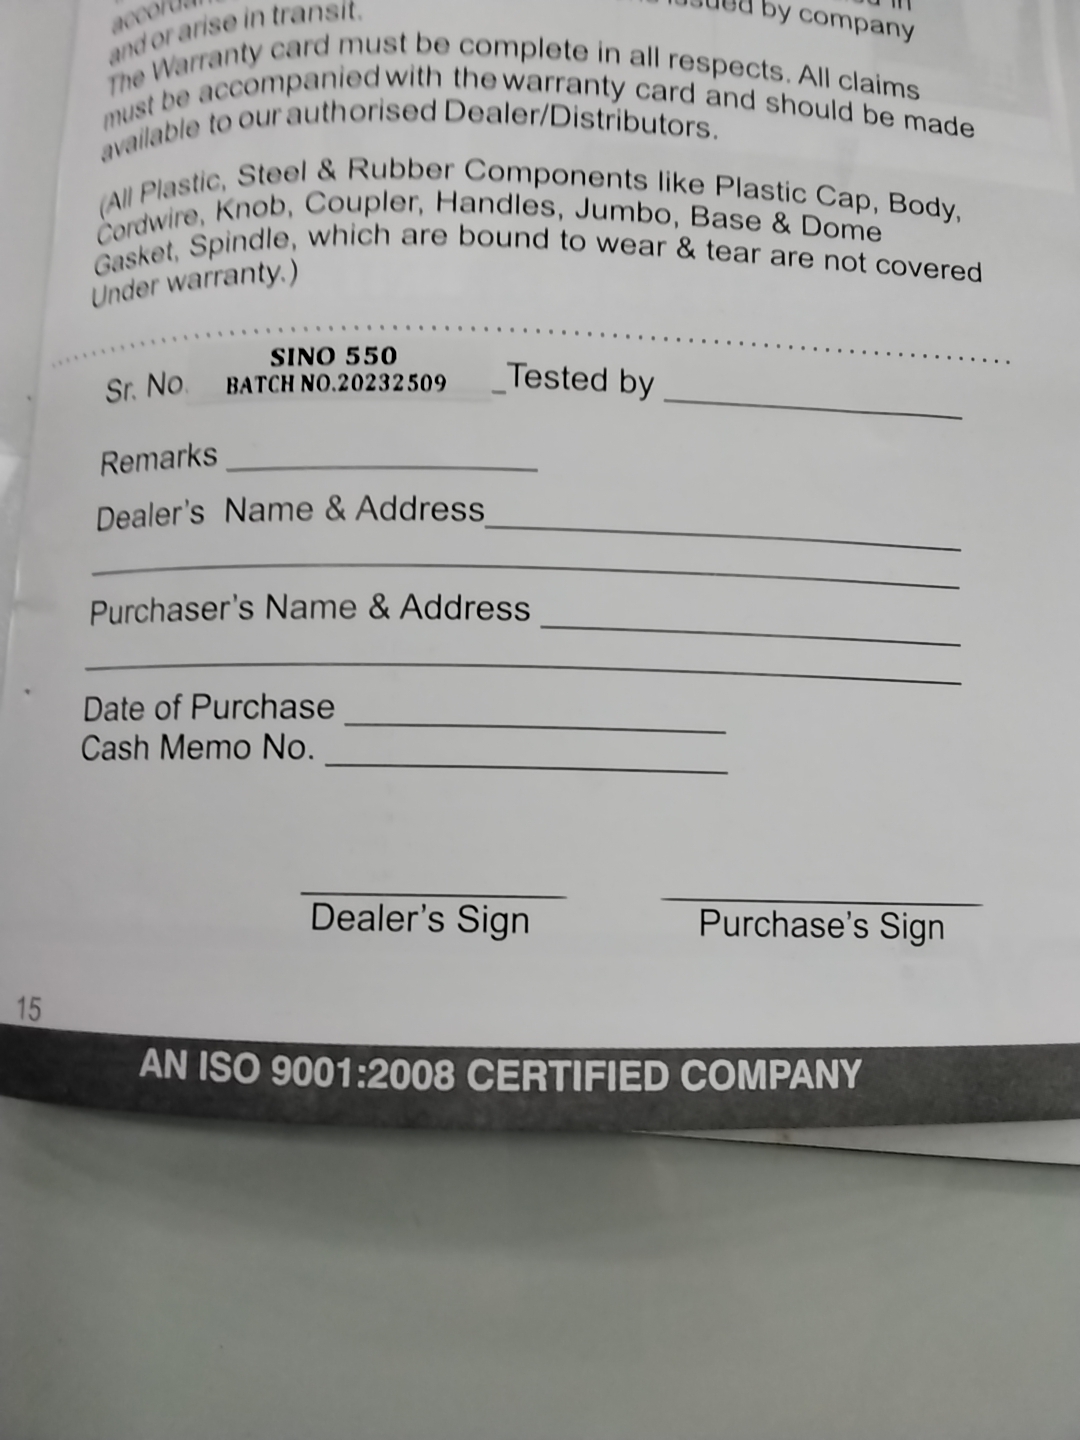 and or arise in transit.
issued by company
The Warranty card must be complete in all respects. All claims
must be accompanied with the warranty card and should be made
available to our authorised Dealer/Distributors.
(All Plastic, Steel & Rubber Components like Plastic Cap, Body,
Cordwire, Knob, Coupler, Handles, Jumbo, Base & Dome
Gasket, Spindle, which are bound to wear & tear are not covered
Under warranty.)
SINO 550
Sr. No. BATCH NO.20232509 _Tested by
Remarks
Dealer's Name & Address
Purchaser's Name & Address
Date of Purchase
Cash Memo No.
Dealer's Sign Purchase's Sign
15
AN ISO 9001:2008 CERTIFIED COMPANY